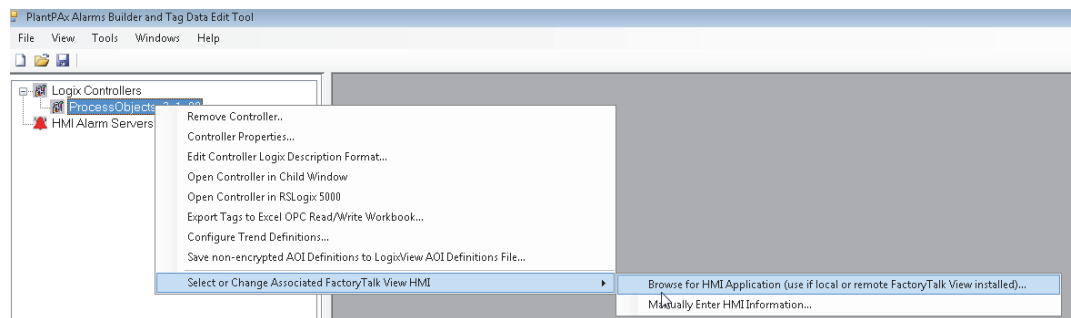 PlantPAx Alarms Builder and Tag Data Edit Tool
File View Tools Windows Help
Logix Controllers
ProcessObjects
HMI Alarm Servers
Remove Controller..
Controller Properties...
Edit Controller Logix Description Format...
Open Controller in Child Window
Open Controller in RSLogix 5000
Export Tags to Excel OPC Read/Write Workbook...
Configure Trend Definitions...
Save non-encrypted AOI Definitions to LogixView AOI Definitions File...
Select or Change Associated FactoryTalk View HMI
Browse for HMI Application (use if local or remote FactoryTalk View installed)...
Manually Enter HMI Information...